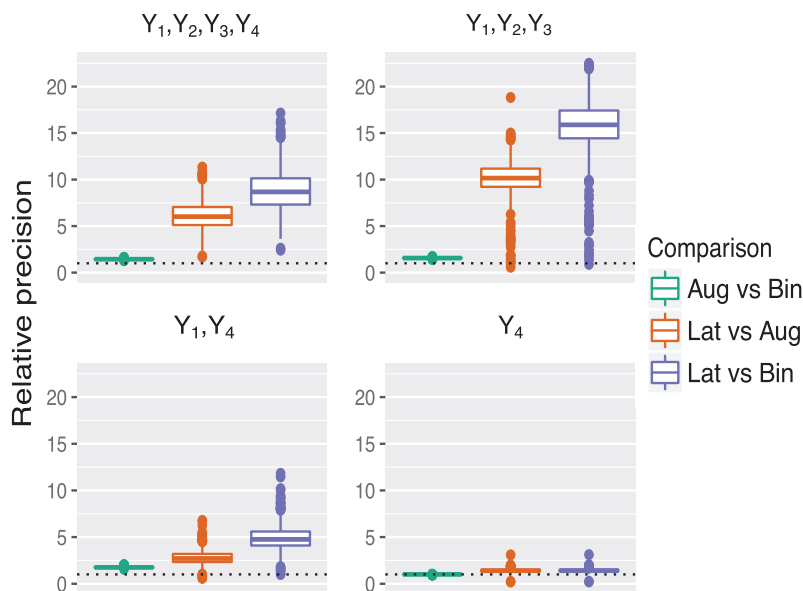 Y₁,Y₂,Y₃,Y₄
Y₁,Y₂,Y₃
20
15
10
5
0
20
15
10
5
0
Relative precision
Y₁,Y₄
Y₄
20
15
10
5
0
20
15
10
5
0
Comparison
Aug vs Bin
Lat vs Aug
Lat vs Bin